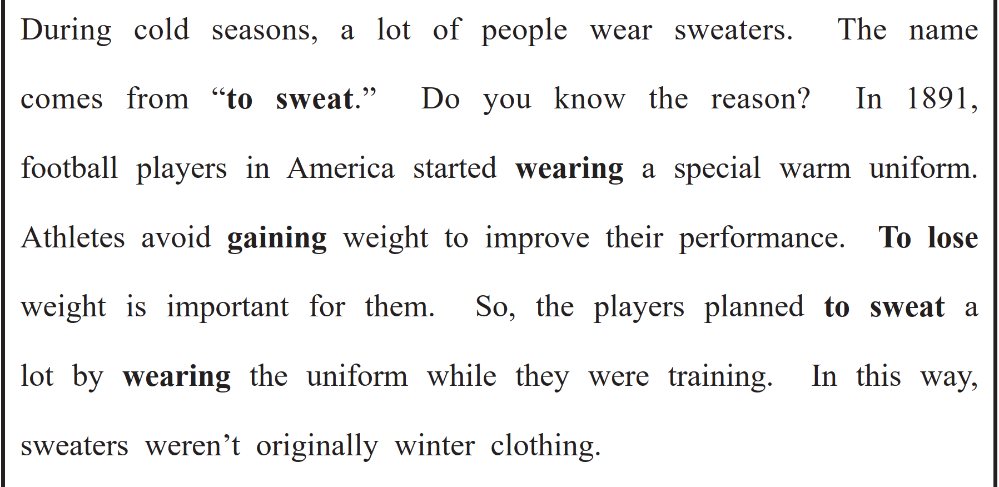 During cold seasons, a lot of people wear sweaters. The name
comes from “to sweat.” Do you know the reason? In 1891,
football players in America started wearing a special warm uniform.
Athletes avoid gaining weight to improve their performance. To lose
weight is important for them. So, the players planned to sweat a
lot by wearing the uniform while they were training. In this way,
sweaters weren’t originally winter clothing.